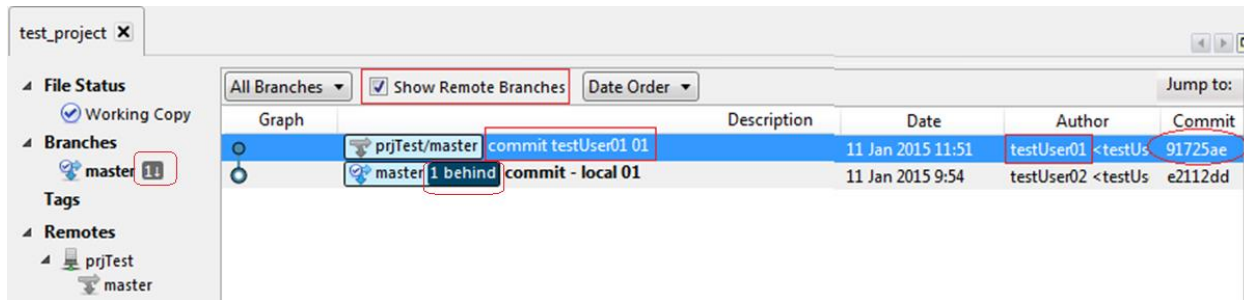 test_project
File Status
Working Copy
Branches
master 1↓
Tags
Remotes
prjTest
master
All Branches Show Remote Branches Date Order Jump to:
Graph Description Date Author Commit
prjTest/master commit testUser01 01 11 Jan 2015 11:51 testUser01 <testUs 91725ae
master 1 behind commit - local 01 11 Jan 2015 9:54 testUser02 <testUs e2112dd